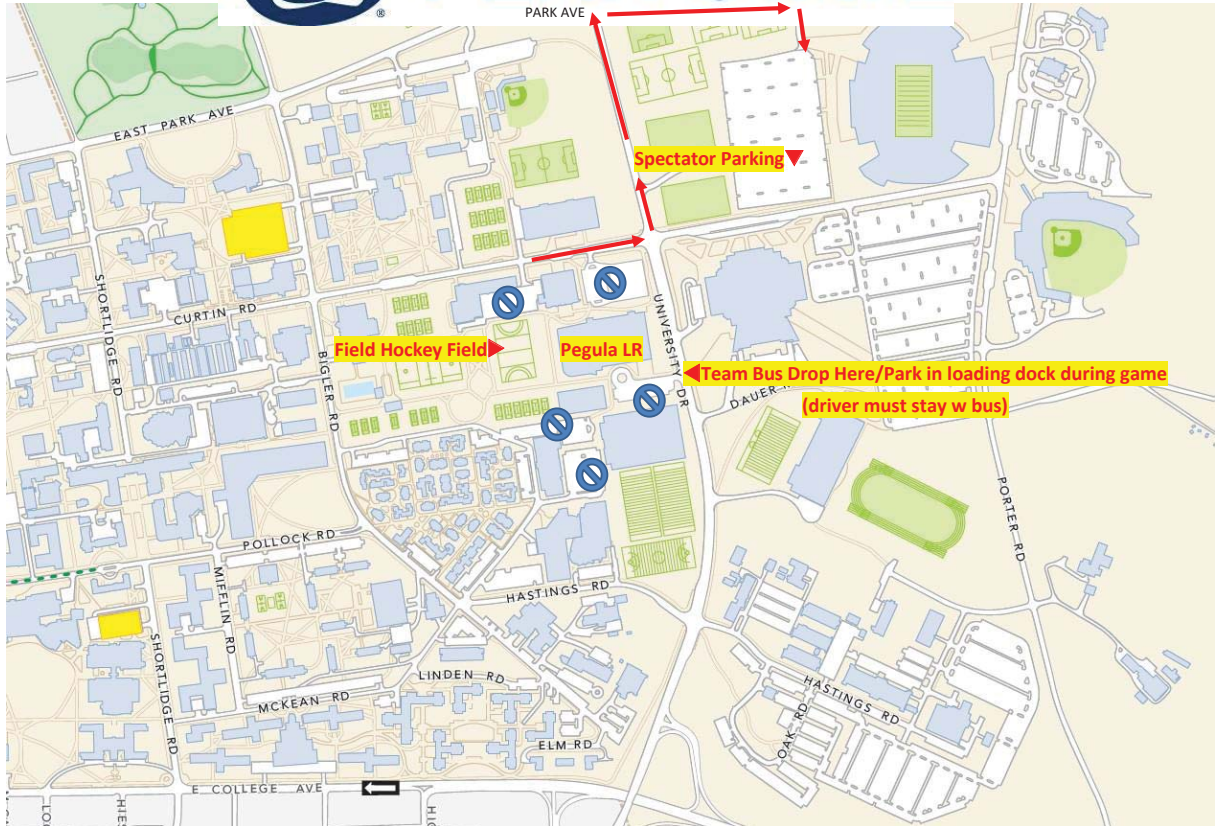 ®
PARK AVE
EAST PARK AVE
Spectator Parking
SHORTLIDGE RD
CURTIN RD
BIGLER RD
UNIVERSITY DR
Field Hockey Field
Pegula LR
Team Bus Drop Here/Park in loading dock during game
(driver must stay w bus)
DAUER
PORTER RD
POLLOCK RD
MIFFLIN RD
HASTINGS RD
SHORTLIDGE RD
LINDEN RD
MCKEAN RD
HASTINGS RD
OAK RD
ELM RD
E COLLEGE AVE
HIES